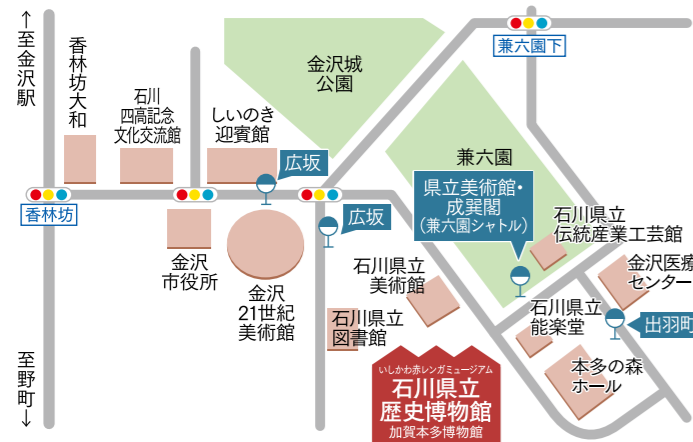 ↑至金沢駅
香林坊大和
石川
四高記念
文化交流館
しいのき
迎賓館
金沢城
公園
兼六園下
広坂
兼六園
県立美術館・
成巽閣
（兼六園シャトル）
石川県立
伝統産業工芸館
香林坊
広坂
金沢
市役所
金沢
21世紀
美術館
石川県立
美術館
石川県立
図書館
金沢医療
センター
石川県立
能楽堂
出羽町
本多の森
ホール
至野町↓
いしかわ赤レンガミュージアム
石川県立
歴史博物館
加賀本多博物館